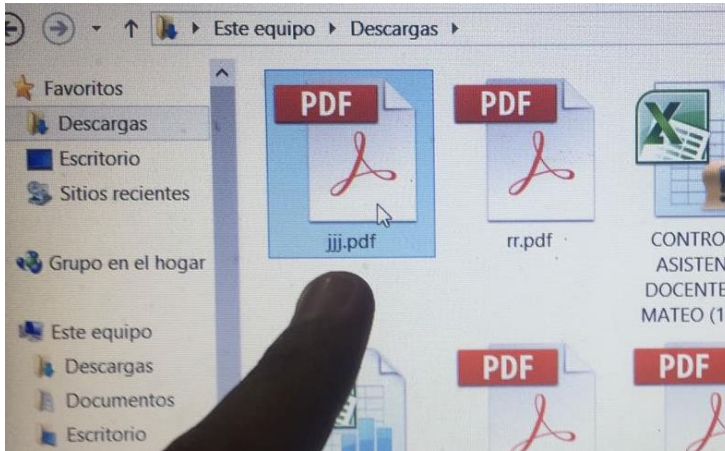 Este equipo Descargas
Favoritos
Descargas
Escritorio
Sitios recientes
Grupo en el hogar
Este equipo
Descargas
Documentos
Escritorio
PDF
jjj.pdf
PDF
rr.pdf
CONTRO
ASISTEN
DOCENTE
MATEO (1
PDF
PDF